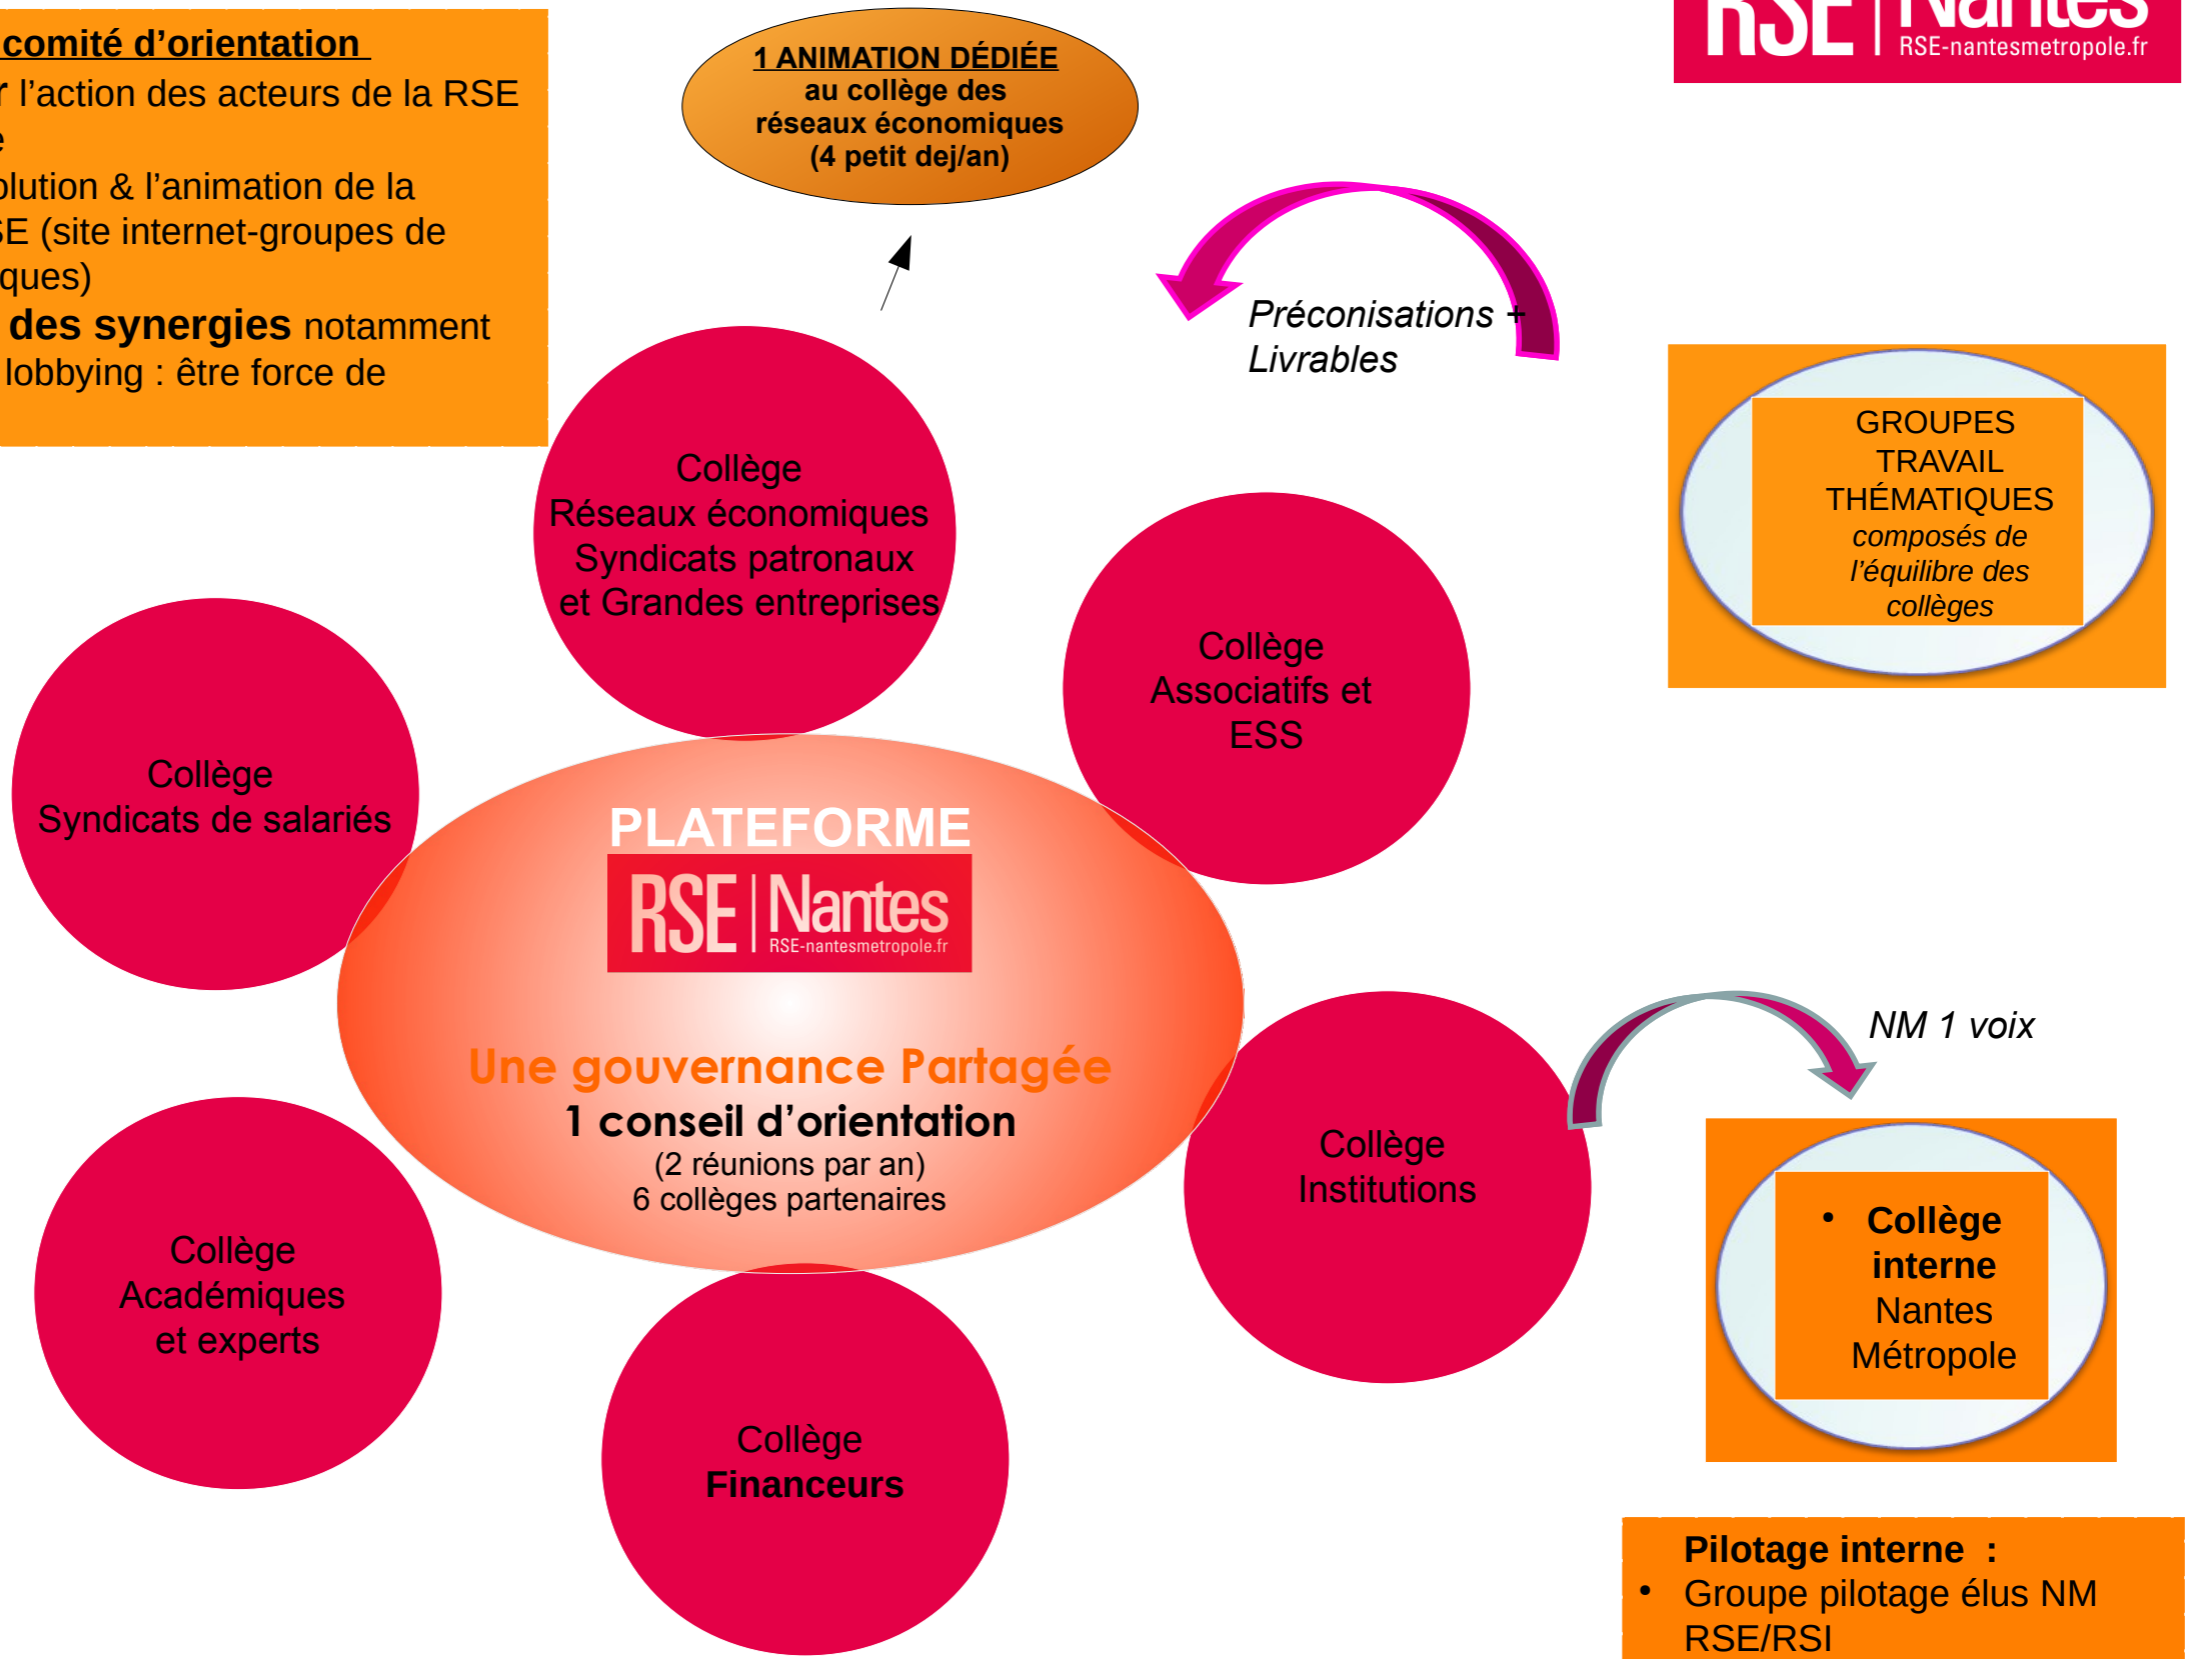 comité d’orientation
l’action des acteurs de la RSE
& l’animation de la
(site internet-groupes de
des synergies notamment
lobbying : être force de
1 ANIMATION DÉDIÉE
au collège des
réseaux économiques
(4 petit dej/an)
RSE | Nantes
RSE-nantesmetropole.fr
Préconisations +
Livrables
GROUPES
TRAVAIL
THÉMATIQUES
composés de
l’équilibre des
collèges
Collège
Réseaux économiques
Syndicats patronaux
et Grandes entreprises
Collège
Associatifs et
ESS
Collège
Syndicats de salariés
PLATEFORME
RSE | Nantes
RSE-nantesmetropole.fr
Une gouvernance Partagée
1 conseil d’orientation
(2 réunions par an)
6 collèges partenaires
NM 1 voix
Collège
Institutions
• Collège
interne
Nantes
Métropole
Collège
Académiques
et experts
Collège
Financeurs
Pilotage interne :
• Groupe pilotage élus NM
RSE/RSI